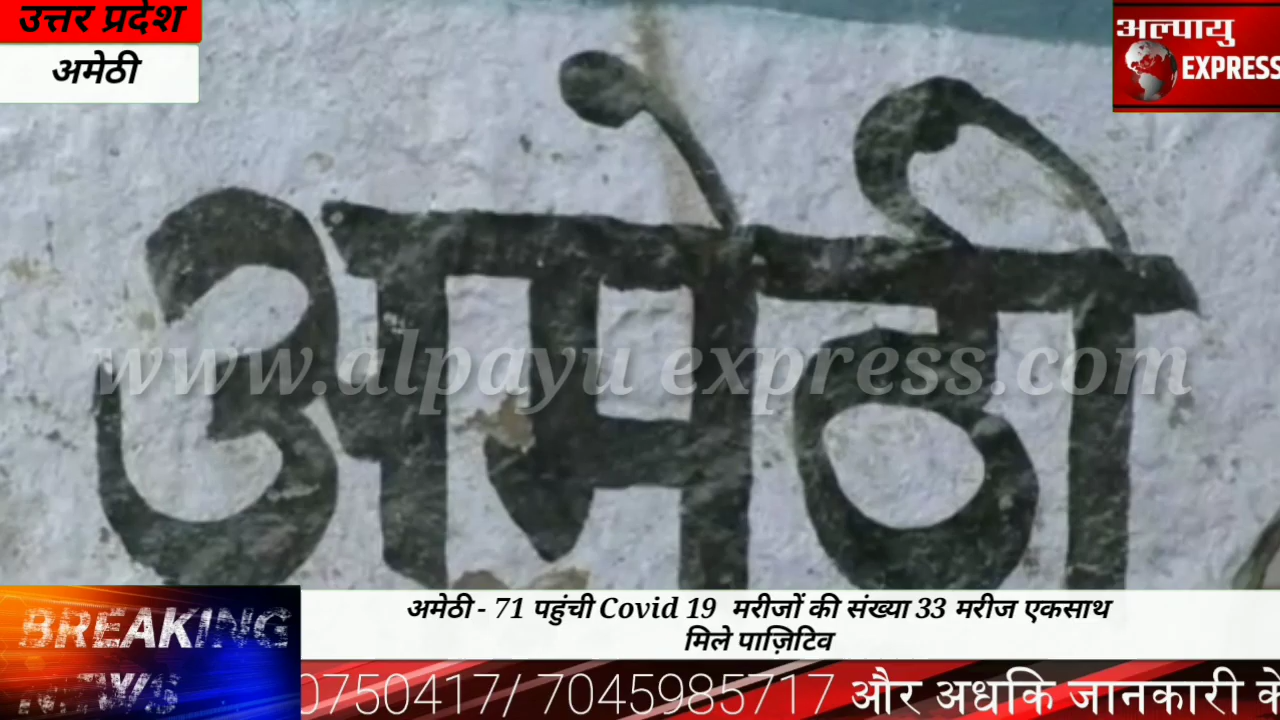 उत्तर प्रदेश
अमेठी
अल्पायु
EXPRESS
अमेठी
www.alpayu express.com
BREAKING
NEWS
अमेठी - 71 पहुंची Covid 19 मरीजों की संख्या 33 मरीज एकसाथ
मिले पाज़िटिव
0750417/ 7045985717 और अधकि जानकारी के